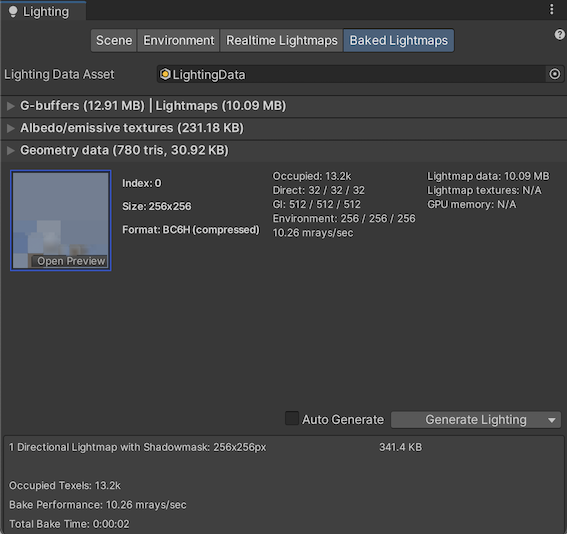 Lighting
Scene Environment Realtime Lightmaps Baked Lightmaps
Lighting Data Asset LightingData
G-buffers (12.91 MB) | Lightmaps (10.09 MB)
Albedo/emissive textures (231.18 KB)
Geometry data (780 tris, 30.92 KB)
Open Preview
Index: 0
Size: 256x256
Format: BC6H (compressed)
Occupied: 13.2k
Direct: 32 / 32 / 32
GI: 512 / 512 / 512
Environment: 256 / 256 / 256
10.26 mrays/sec
Lightmap data: 10.09 MB
Lightmap textures: N/A
GPU memory: N/A
Auto Generate Generate Lighting
1 Directional Lightmap with Shadowmask: 256x256px 341.4 KB
Occupied Texels: 13.2k
Bake Performance: 10.26 mrays/sec
Total Bake Time: 0:00:02